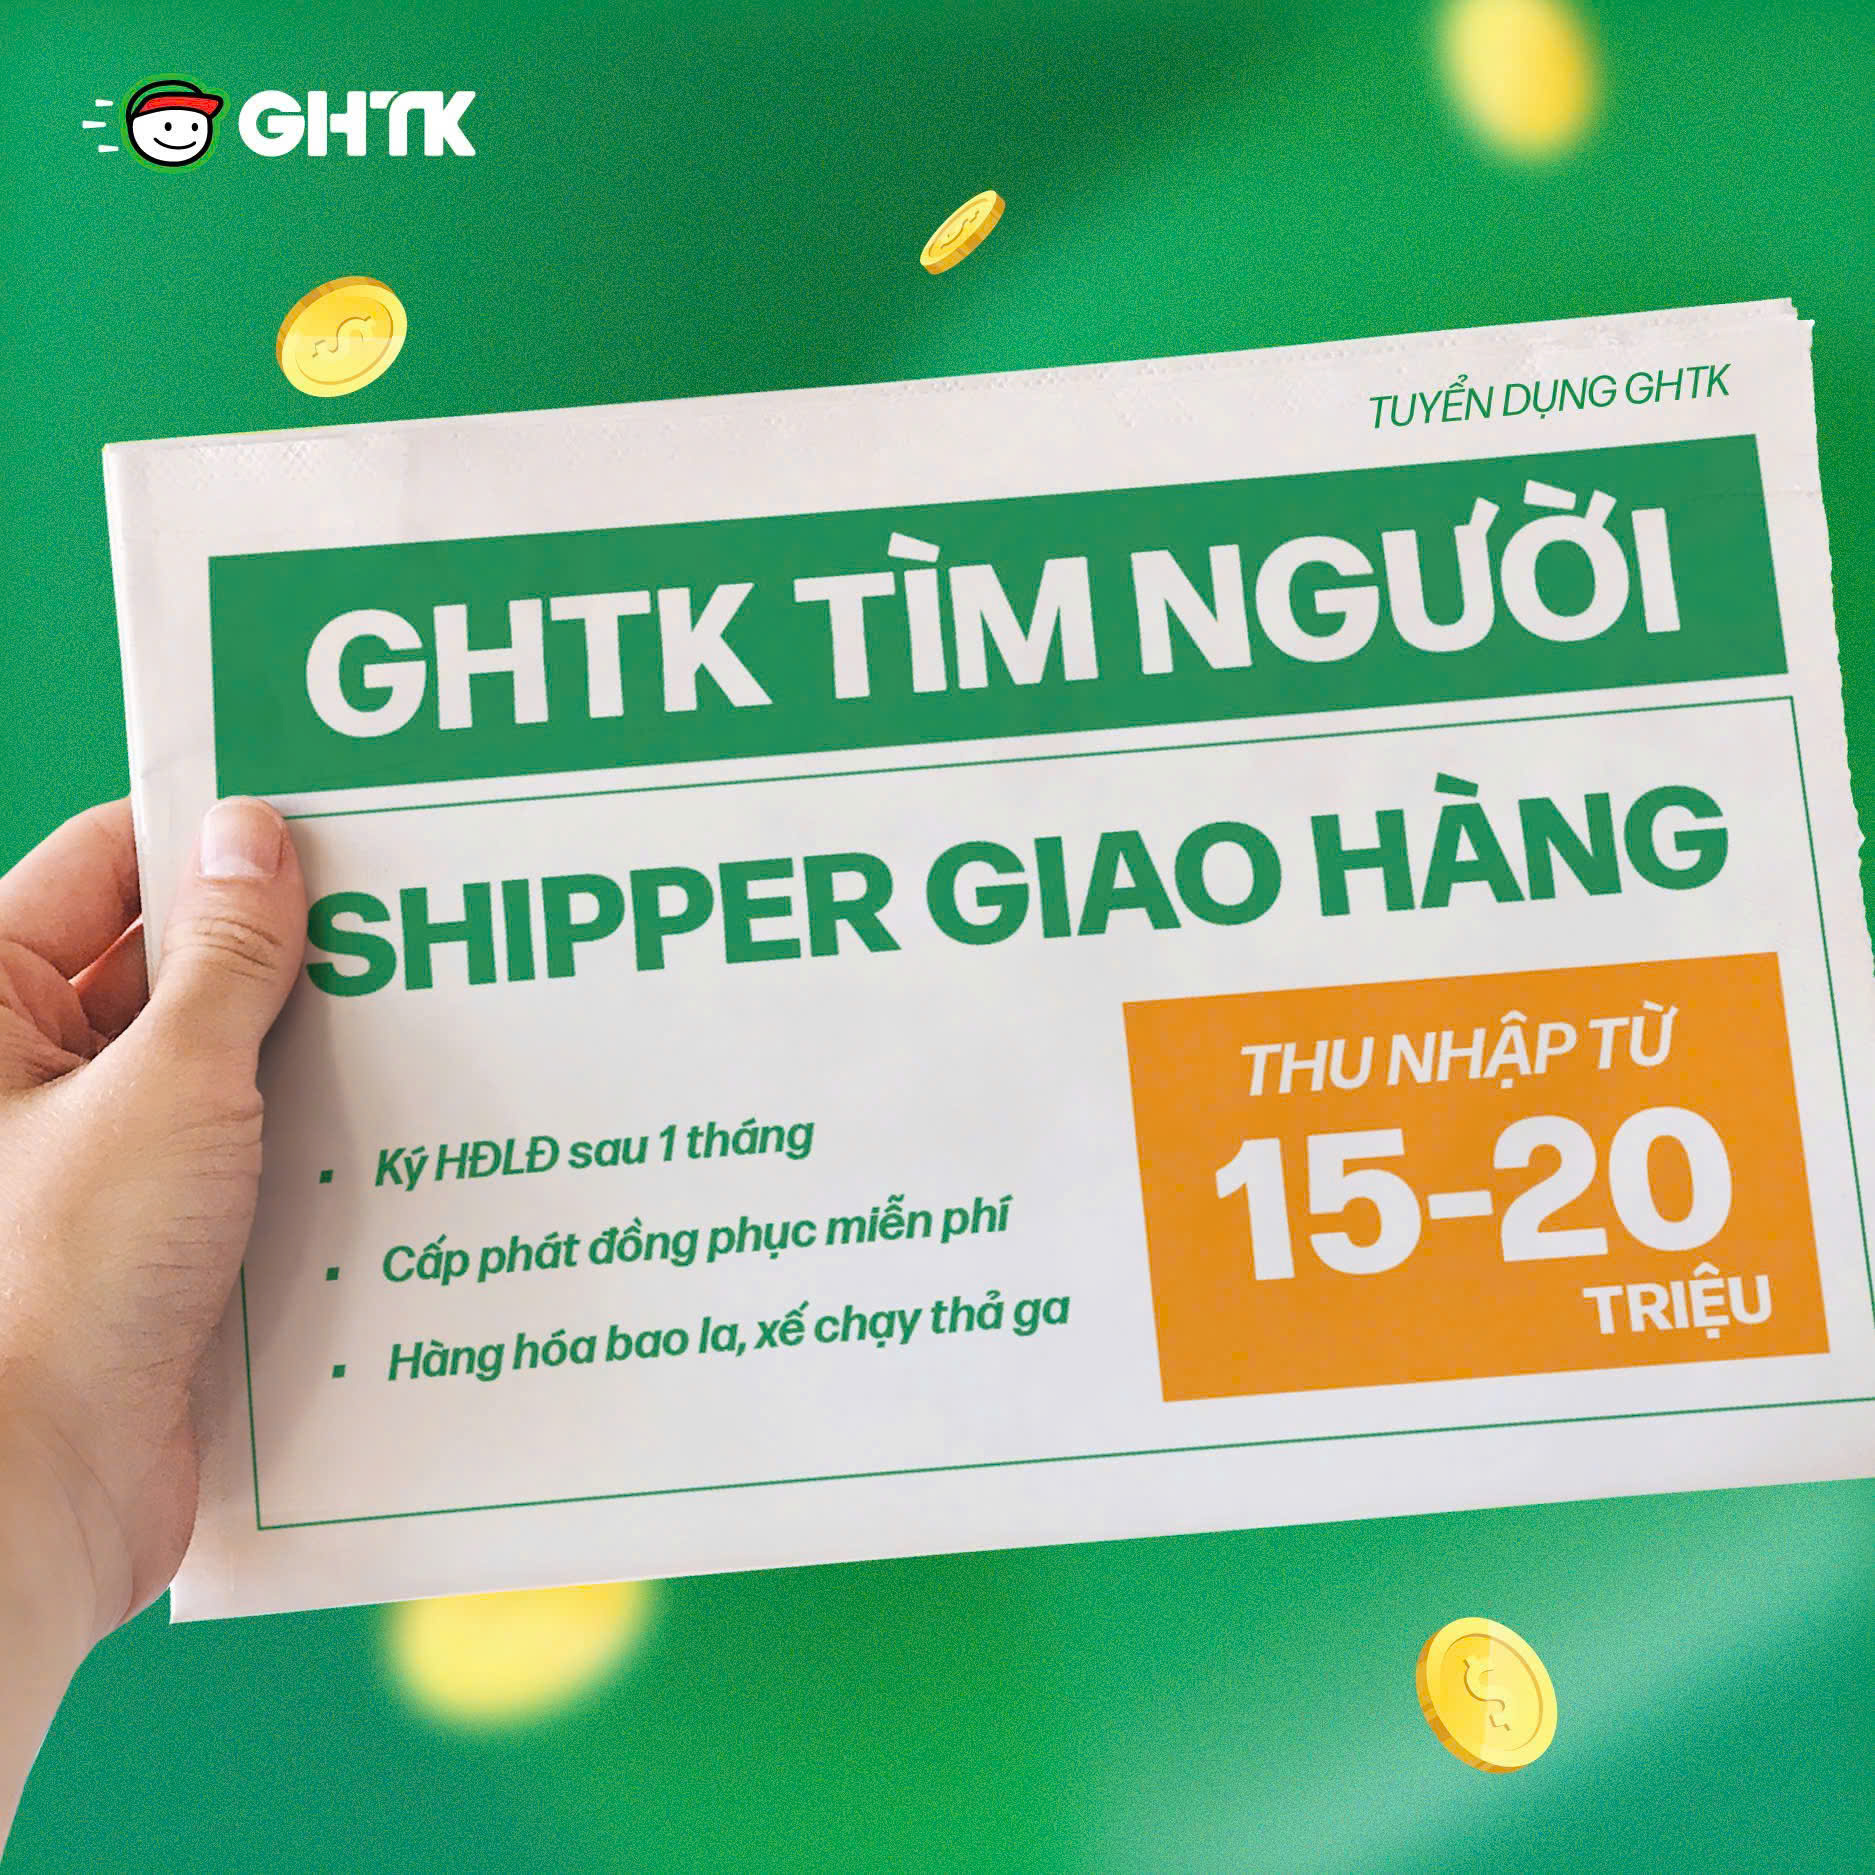 GHTK
TUYỂN DỤNG GHTK
GHTK TÌM NGƯỜI
SHIPPER GIAO HÀNG
THU NHẬP TỪ
15-20
TRIỆU
Ký HĐLĐ sau 1 tháng
Cấp phát đồng phục miễn phí
Hàng hóa bao la, xế chạy thả ga